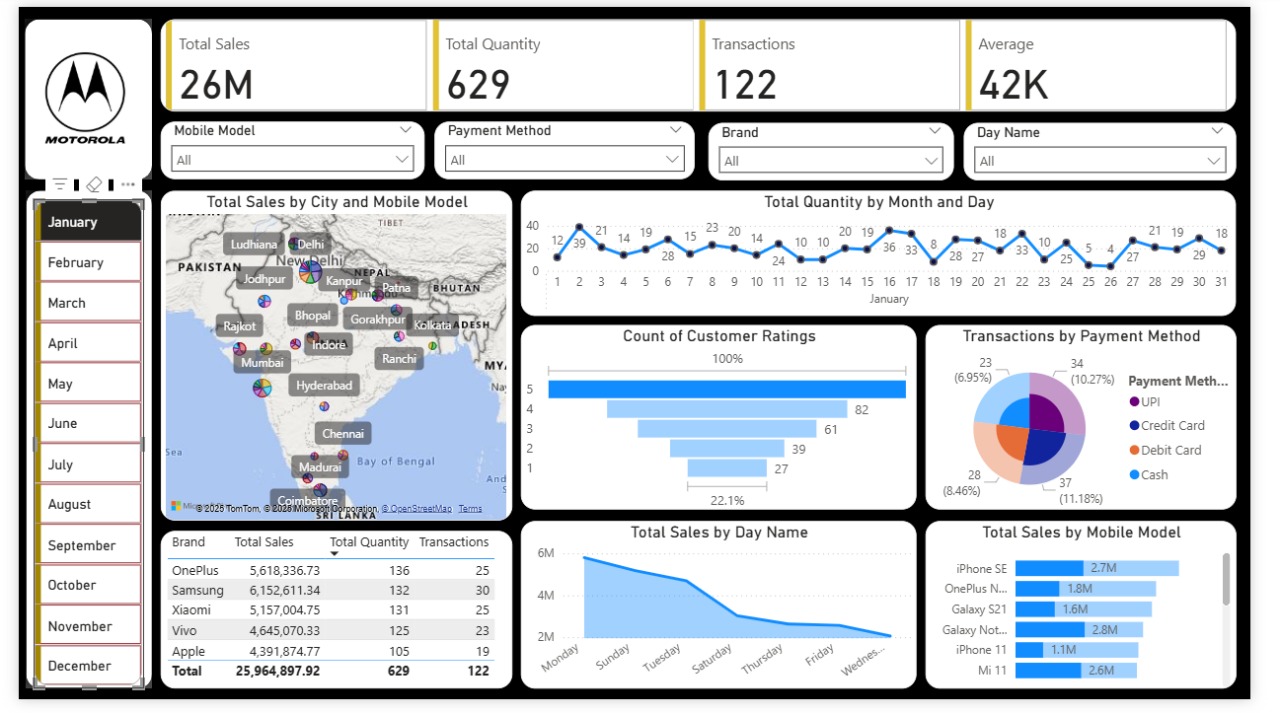 Total Sales
26M
Total Quantity
629
Transactions
122
Average
42K
MOTOROLA
Mobile Model
All
Payment Method
All
Brand
All
Day Name
All
January
February
March
April
May
June
July
August
September
October
November
December
Total Sales by City and Mobile Model
TIBET
Ludhiana
Delhi
New Delhi
PAKISTAN
NEPAL
Jodhpur
Kanpur
Patna
BHUTAN
Rajkot
Bhopal
Gorakhpur
Kolkata
Indore
Mumbai
Ranchi
Hyderabad
Chennai
Madurai
Bay of Bengal
Coimbatore
SRI LANKA
© 2025 TomTom, © 2025 Microsoft Corporation, © OpenStreetMap Terms
Total Quantity by Month and Day
40
20
0
12 39 21 14 19 28 15 23 20 14 24 10 10 20 19 36 33 8 28 27 18 33 10 25 5 4 27 21 19 29 18
1 2 3 4 5 6 7 8 9 10 11 12 13 14 15 16 17 18 19 20 21 22 23 24 25 26 27 28 29 30 31
January
Count of Customer Ratings
100%
5
4 82
3 61
2 39
1 27
22.1%
Transactions by Payment Method
23
(6.95%)
34
(10.27%)
28
(8.46%)
37
(11.18%)
Payment Meth...
UPI
Credit Card
Debit Card
Cash
Brand Total Sales Total Quantity Transactions
OnePlus 5,618,336.73 136 25
Samsung 6,152,611.34 132 30
Xiaomi 5,157,004.75 131 25
Vivo 4,645,070.33 125 23
Apple 4,391,874.77 105 19
Total 25,964,897.92 629 122
Total Sales by Day Name
6M
4M
2M
Monday
Sunday
Tuesday
Saturday
Thursday
Friday
Wednes...
Total Sales by Mobile Model
iPhone SE 2.7M
OnePlus N... 1.8M
Galaxy S21 1.6M
Galaxy Not... 2.8M
iPhone 11 1.1M
Mi 11 2.6M